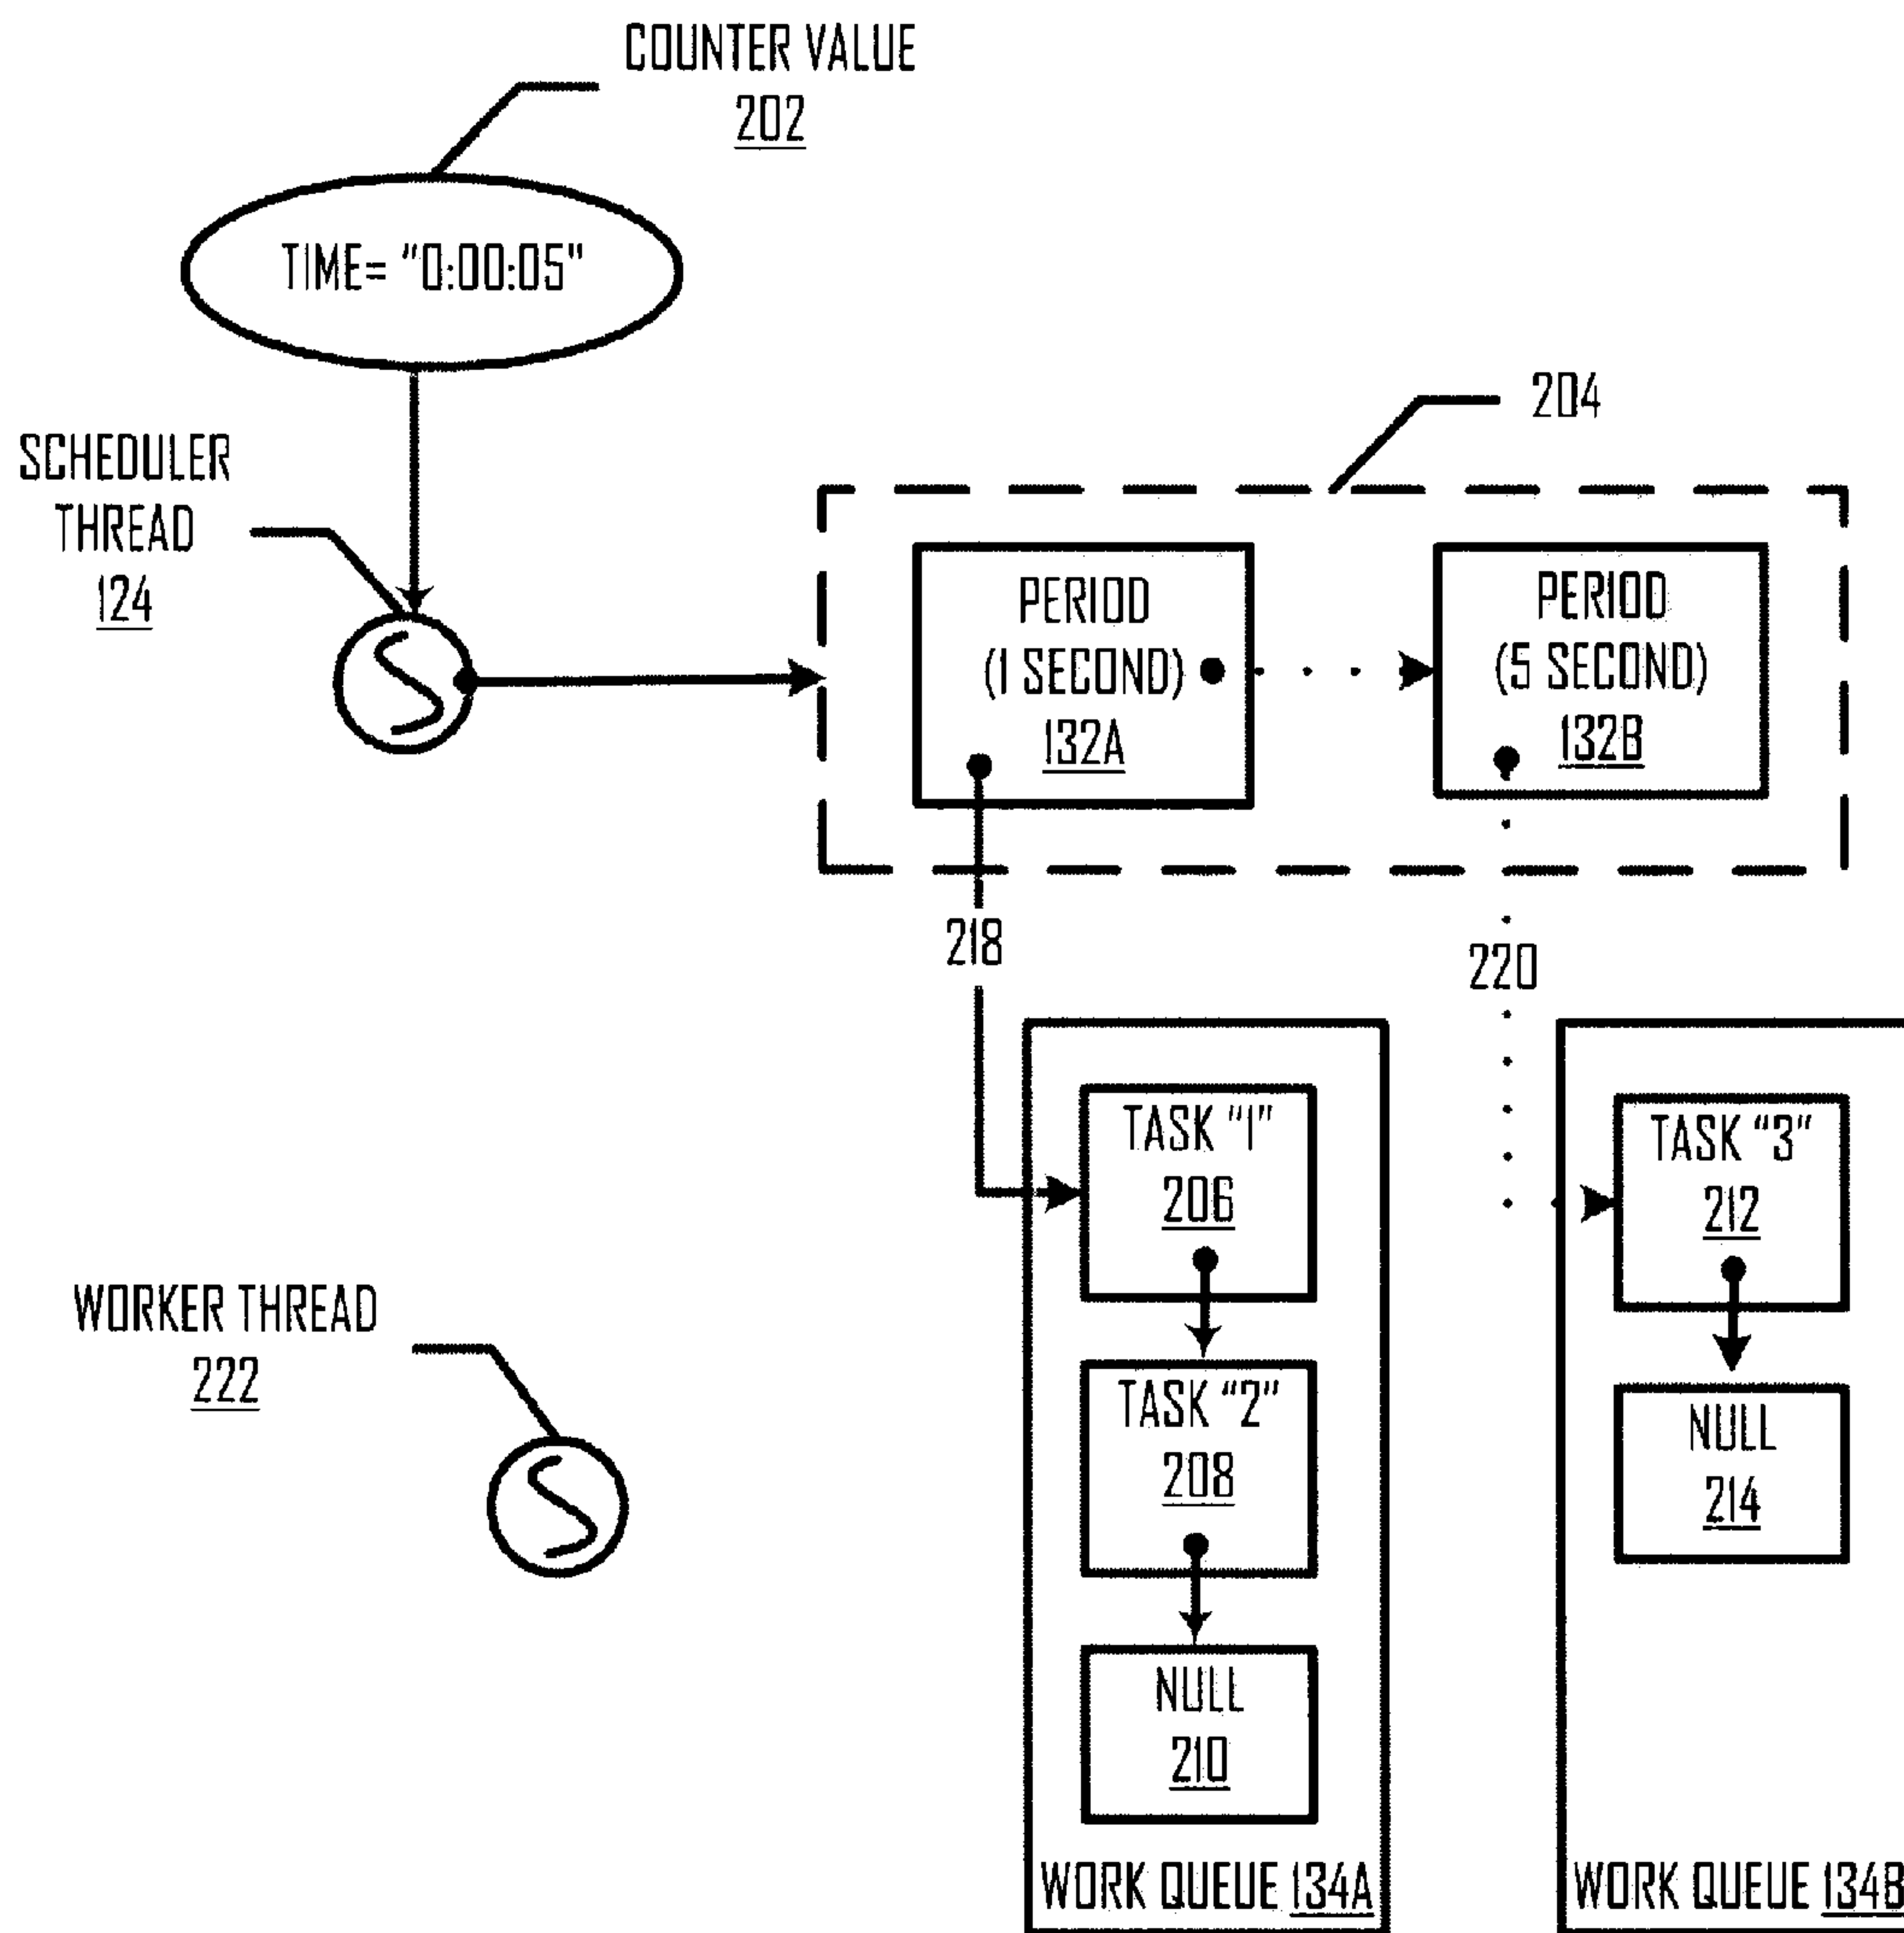 COUNTER VALUE
202
TIME= "0:00:05"
204
SCHEDULER
THREAD
124
PERIOD
(1 SECOND)
132A
PERIOD
(5 SECOND)
132B
218
220
TASK "1"
206
TASK "3"
212
WORKER THREAD
222
TASK "2"
208
NULL
214
NULL
210
WORK QUEUE 134A
WORK QUEUE 134B